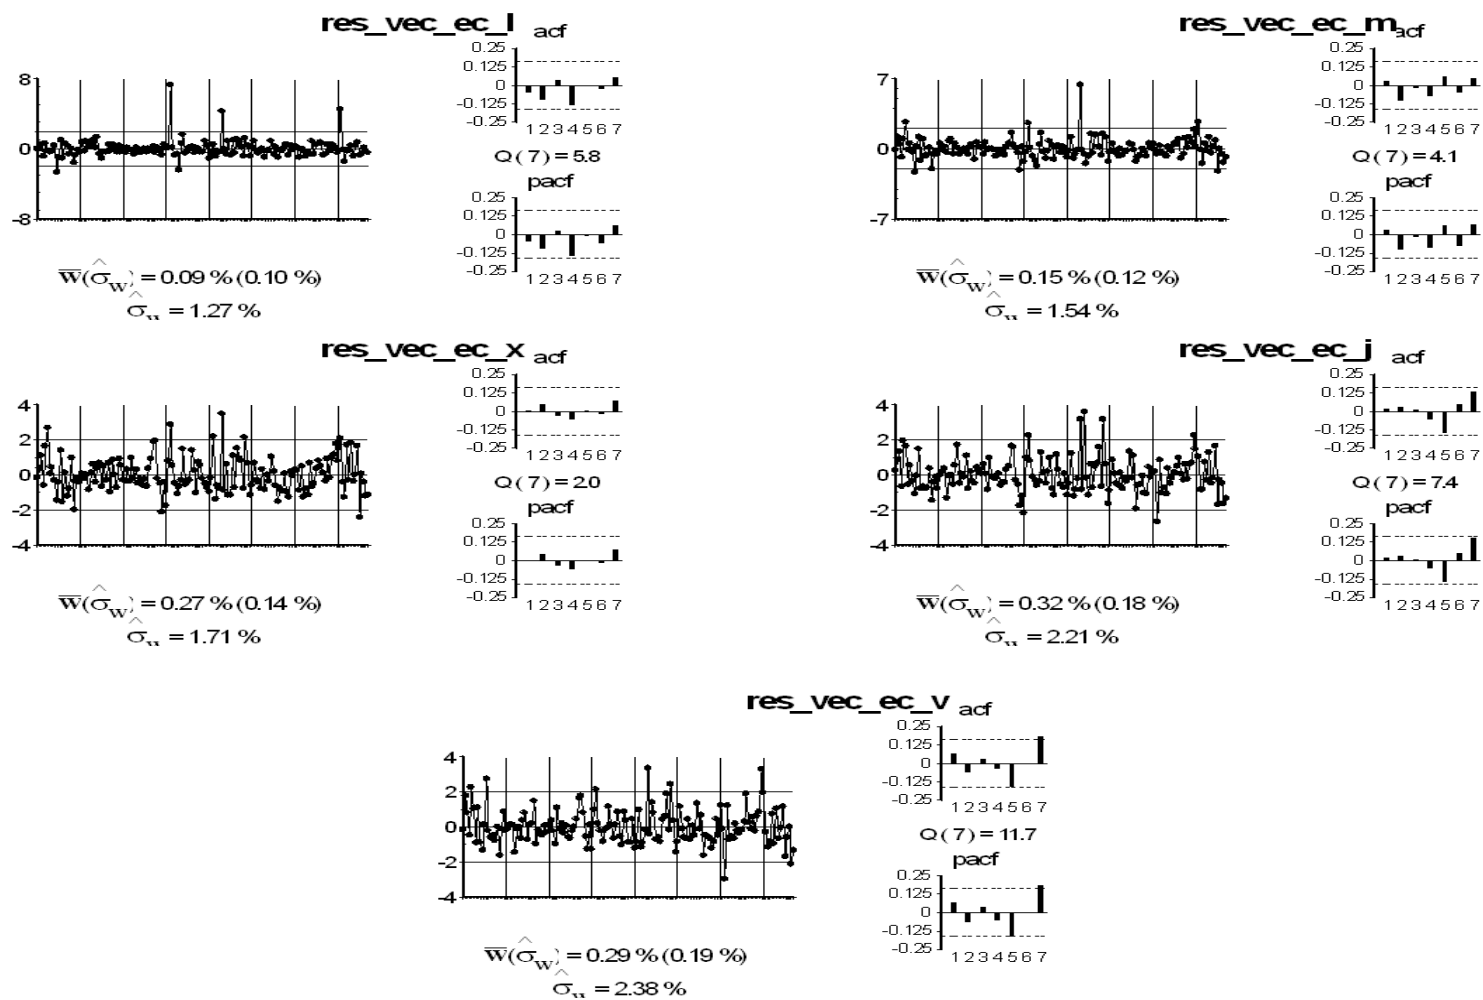 res_vec_ec_l
acf
0.25
0.125
0
-0.125
-0.25
1 2 3 4 5 6 7
8
0
-8
Q(7) = 5.8
pacf
0.25
0.125
0
-0.125
-0.25
1 2 3 4 5 6 7
w̅(σ̂w) = 0.09 % (0.10 %)
σ̂u = 1.27 %
res_vec_ec_m
acf
0.25
0.125
0
-0.125
-0.25
1 2 3 4 5 6 7
7
0
-7
Q(7) = 4.1
pacf
0.25
0.125
0
-0.125
-0.25
1 2 3 4 5 6 7
w̅(σ̂w) = 0.15 % (0.12 %)
σ̂u = 1.54 %
res_vec_ec_x
acf
0.25
0.125
0
-0.125
-0.25
1 2 3 4 5 6 7
4
2
0
-2
-4
Q(7) = 2.0
pacf
0.25
0.125
0
-0.125
-0.25
1 2 3 4 5 6 7
w̅(σ̂w) = 0.27 % (0.14 %)
σ̂u = 1.71 %
res_vec_ec_j
acf
0.25
0.125
0
-0.125
-0.25
1 2 3 4 5 6 7
4
2
0
-2
-4
Q(7) = 7.4
pacf
0.25
0.125
0
-0.125
-0.25
1 2 3 4 5 6 7
w̅(σ̂w) = 0.32 % (0.18 %)
σ̂u = 2.21 %
res_vec_ec_v
acf
0.25
0.125
0
-0.125
-0.25
1 2 3 4 5 6 7
4
2
0
-2
-4
Q(7) = 11.7
pacf
0.25
0.125
0
-0.125
-0.25
1 2 3 4 5 6 7
w̅(σ̂w) = 0.29 % (0.19 %)
σ̂u = 2.38 %